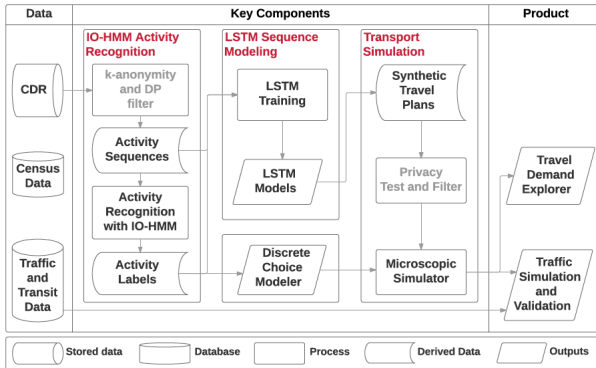 Data
Key Components
Product
IO-HMM Activity
Recognition
LSTM Sequence
Modeling
Transport
Simulation
CDR
k-anonymity
and DP
filter
LSTM
Training
Synthetic
Travel
Plans
Activity
Sequences
Census
Data
LSTM
Models
Privacy
Test and Filter
Travel
Demand
Explorer
Activity
Recognition
with IO-HMM
Traffic
and
Transit
Data
Activity
Labels
Discrete
Choice
Modeler
Microscopic
Simulator
Traffic
Simulation
and
Validation
Stored data
Database
Process
Derived Data
Outputs